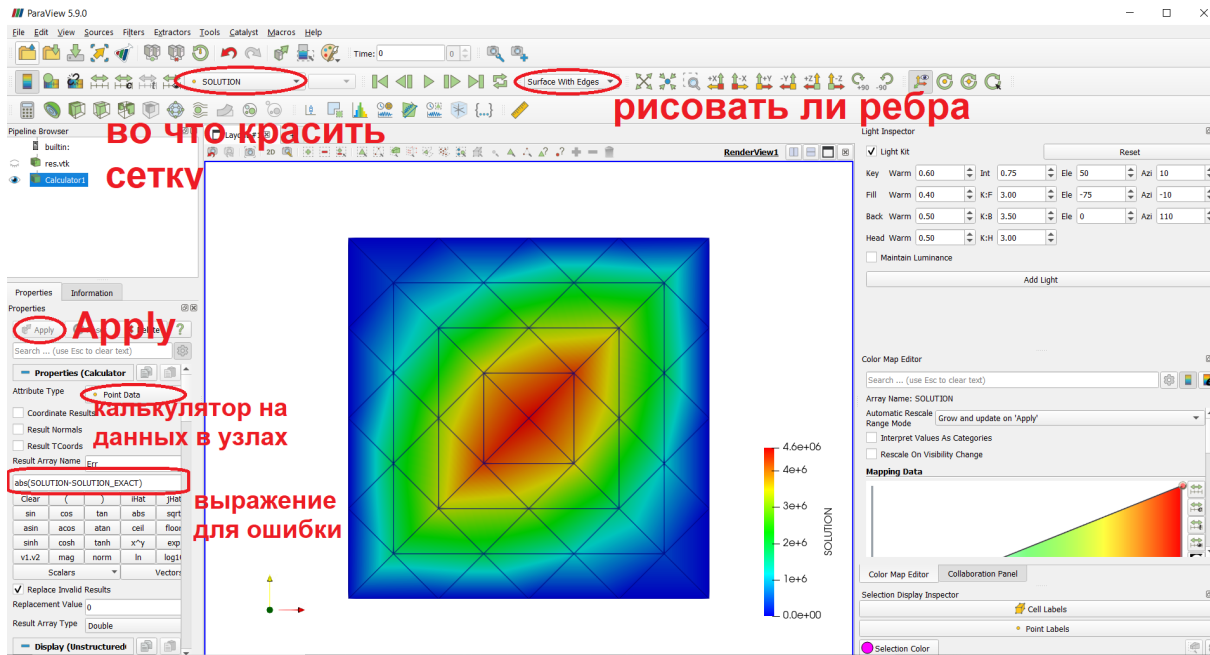 ParaView 5.9.0
File Edit View Sources Filters Extractors Tools Catalyst Macros Help
Time: 0
0
SOLUTION
Surface With Edges
+X -X +Y -Y +Z -Z +90 -90
рисовать ли ребра
во что красить
сетку
Pipeline Browser
builtin:
res.vtk
Calculator1
Layout #1
2D
RenderView1
Light Inspector
Light Kit
Reset
Key Warm 0.60 Int 0.75 Ele 50 Azi 10
Fill Warm 0.40 K:F 3.00 Ele -75 Azi -10
Back Warm 0.50 K:B 3.50 Ele 0 Azi 110
Head Warm 0.50 K:H 3.00
Maintain Luminance
Add Light
Properties Information
Properties
Apply
Apply
?
Search ... (use Esc to clear text)
Properties (Calculator
Attribute Type
Point Data
Coordinate Results
Result Normals
Result TCoords
калькулятор на
данных в узлах
Result Array Name Err
abs(SOLUTION-SOLUTION_EXACT)
Clear ( ) iHat jHat
sin cos tan abs sqrt
asin acos atan ceil floor
sinh cosh tanh x^y exp
v1.v2 mag norm ln log10
Scalars Vectors
выражение
для ошибки
Replace Invalid Results
Replacement Value 0
Result Array Type Double
Display (Unstructured
4.6e+06
4e+6
3e+6
2e+6
1e+6
0.0e+00
SOLUTION
Color Map Editor
Search ... (use Esc to clear text)
Array Name: SOLUTION
Automatic Rescale
Range Mode
Grow and update on 'Apply'
Interpret Values As Categories
Rescale On Visibility Change
Mapping Data
Color Map Editor Collaboration Panel
Selection Display Inspector
Cell Labels
Point Labels
Selection Color